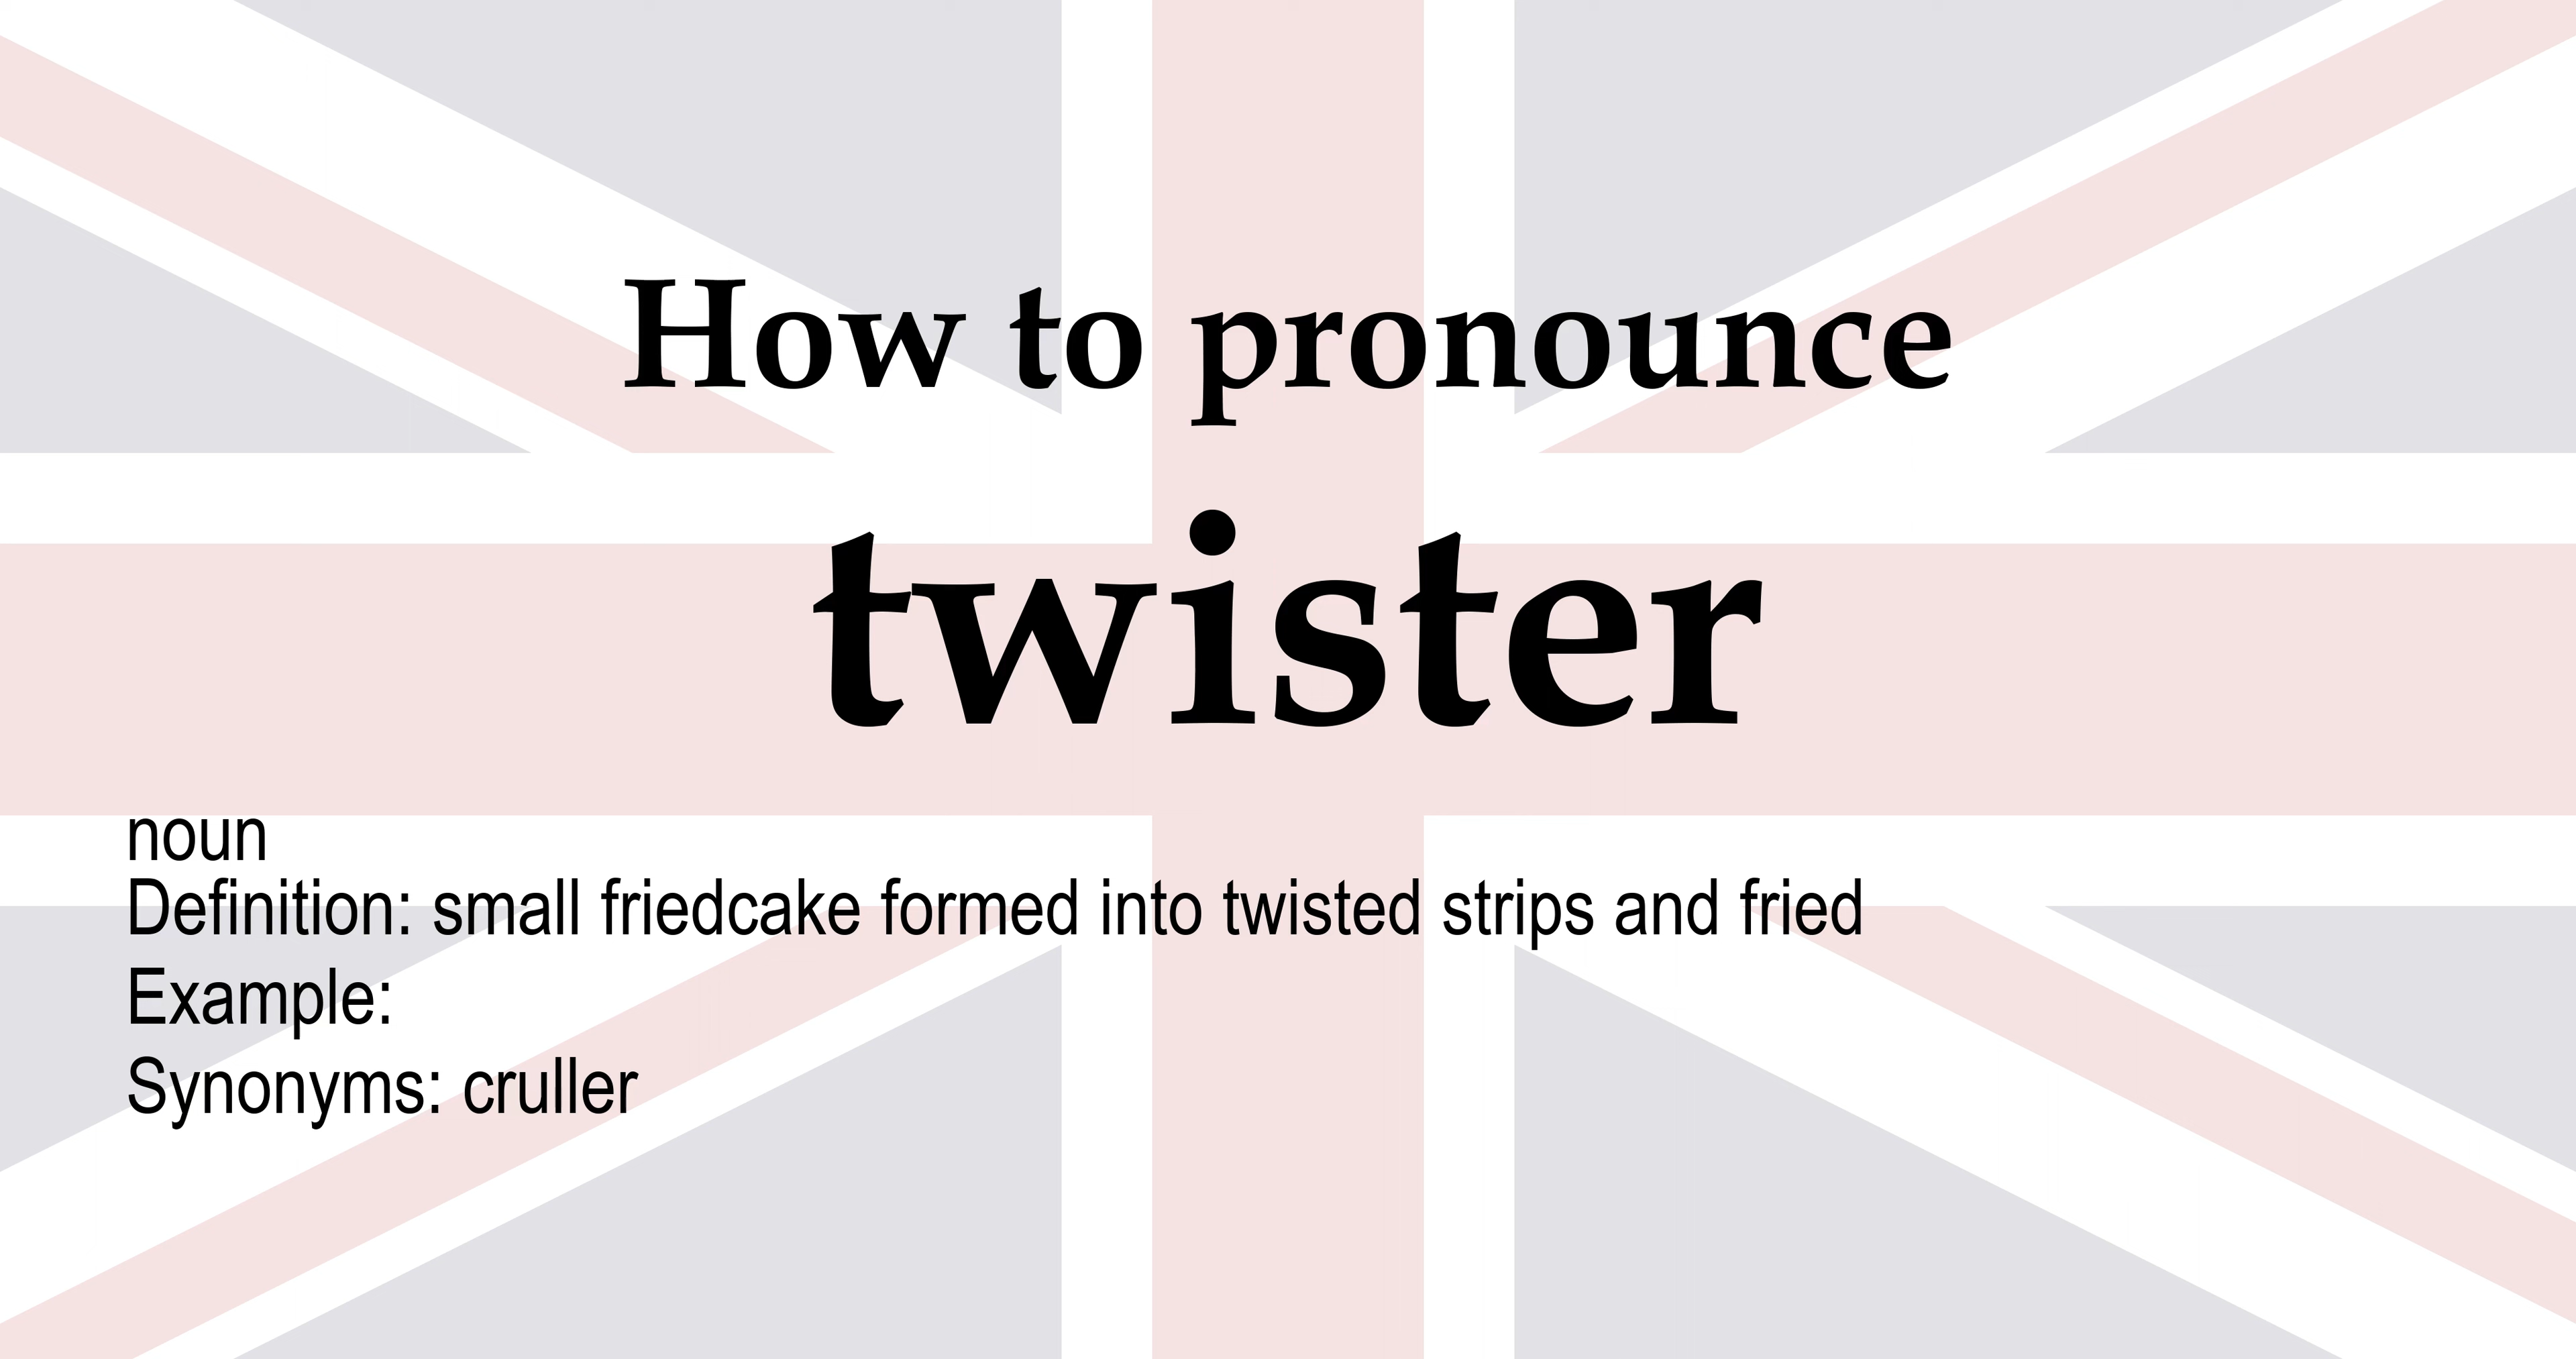 How to pronounce
twister
noun
Definition: small friedcake formed into twisted strips and fried
Example:
Synonyms: cruller